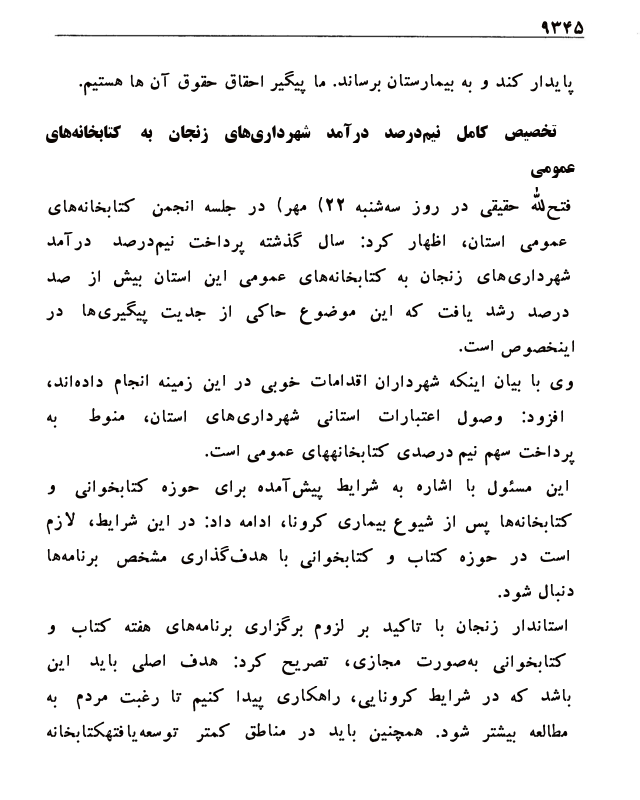 ۹۳۴۵
پایدار کند و به بیمارستان برساند. ما پیگیر احقاق حقوق آن ها هستیم.
تخصیص کامل نیم‌درصد درآمد شهرداری‌های زنجان به کتابخانه‌های
عمومی
فتح‌الله حقیقی در روز سه‌شنبه ۲۲) مهر) در جلسه انجمن کتابخانه‌های
عمومی استان، اظهار کرد: سال گذشته پرداخت نیم‌درصد درآمد
شهرداری‌های زنجان به کتابخانه‌های عمومی این استان بیش از صد
درصد رشد یافت که این موضوع حاکی از جدیت پیگیری‌ها در
اینخصوص است.
وی با بیان اینکه شهرداران اقدامات خوبی در این زمینه انجام داده‌اند،
افزود: وصول اعتبارات استانی شهرداری‌های استان، منوط به
پرداخت سهم نیم درصدی کتابخانههای عمومی است.
این مسئول با اشاره به شرایط پیش‌آمده برای حوزه کتابخوانی و
کتابخانه‌ها پس از شیوع بیماری کرونا، ادامه داد: در این شرایط، لازم
است در حوزه کتاب و کتابخوانی با هدف‌گذاری مشخص برنامه‌ها
دنبال شود.
استاندار زنجان با تاکید بر لزوم برگزاری برنامه‌های هفته کتاب و
کتابخوانی به‌صورت مجازی، تصریح کرد: هدف اصلی باید این
باشد که در شرایط کرونایی، راهکاری پیدا کنیم تا رغبت مردم به
مطالعه بیشتر شود. همچنین باید در مناطق کمتر توسعه‌یافتهکتابخانه